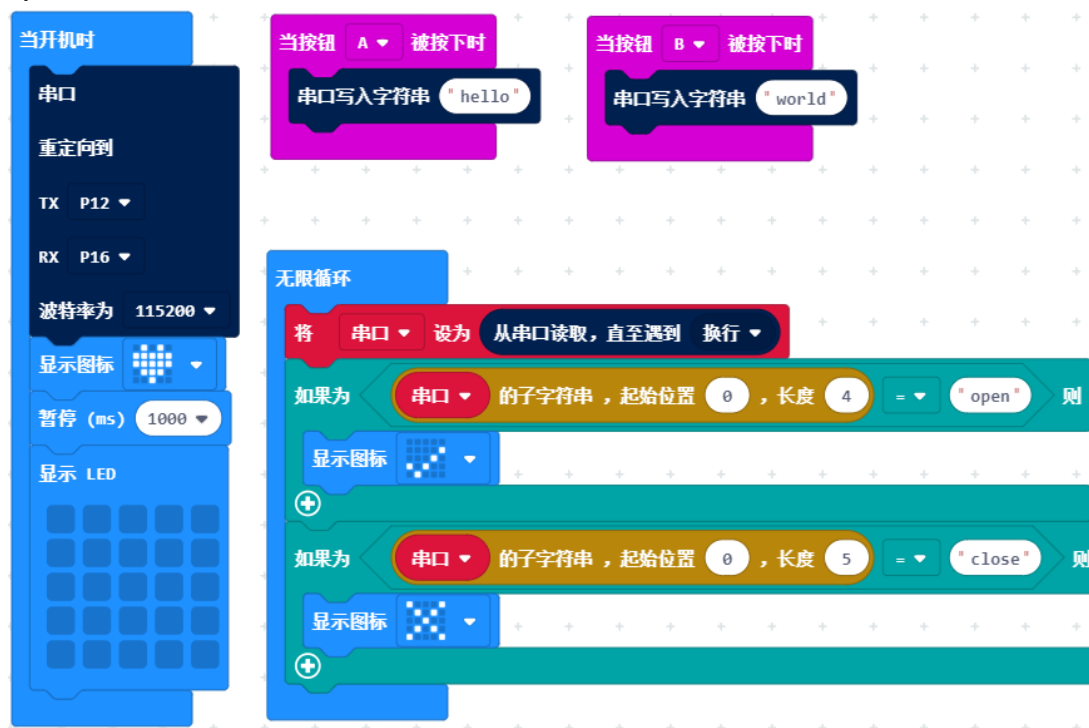 当开机时
串口
重定向到
TX P12
RX P16
波特率为 115200
显示图标
暂停 (ms) 1000
显示 LED
当按钮 A 被按下时
串口写入字符串 "hello"
当按钮 B 被按下时
串口写入字符串 "world"
无限循环
将 串口 设为 从串口读取，直至遇到 换行
如果为 串口 的子字符串，起始位置 0 ，长度 4 = "open" 则
显示图标
如果为 串口 的子字符串，起始位置 0 ，长度 5 = "close" 则
显示图标